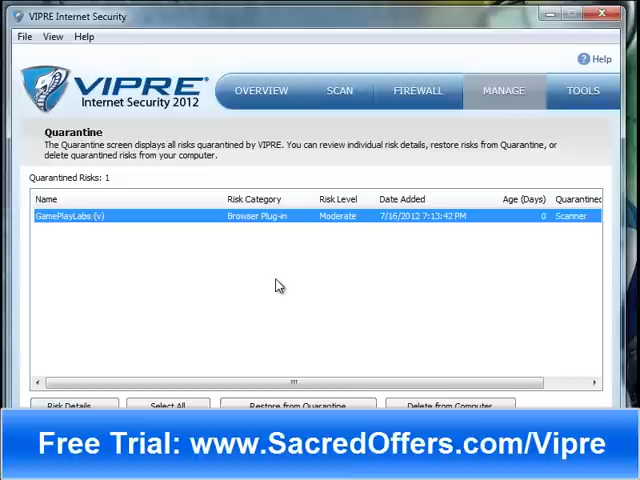 VIPRE Internet Security
File View Help
Help
VIPRE®
Internet Security 2012
OVERVIEW SCAN FIREWALL MANAGE TOOLS
Quarantine
The Quarantine screen displays all risks quarantined by VIPRE. You can review individual risk details, restore risks from Quarantine, or
delete quarantined risks from your computer.
Quarantined Risks: 1
Name Risk Category Risk Level Date Added Age (Days) Quarantined
GamePlayLabs (v) Browser Plug-in Moderate 7/16/2012 7:13:42 PM 0 Scanner
Risk Details... Select All Restore from Quarantine Delete from Computer
Free Trial: www.SacredOffers.com/Vipre